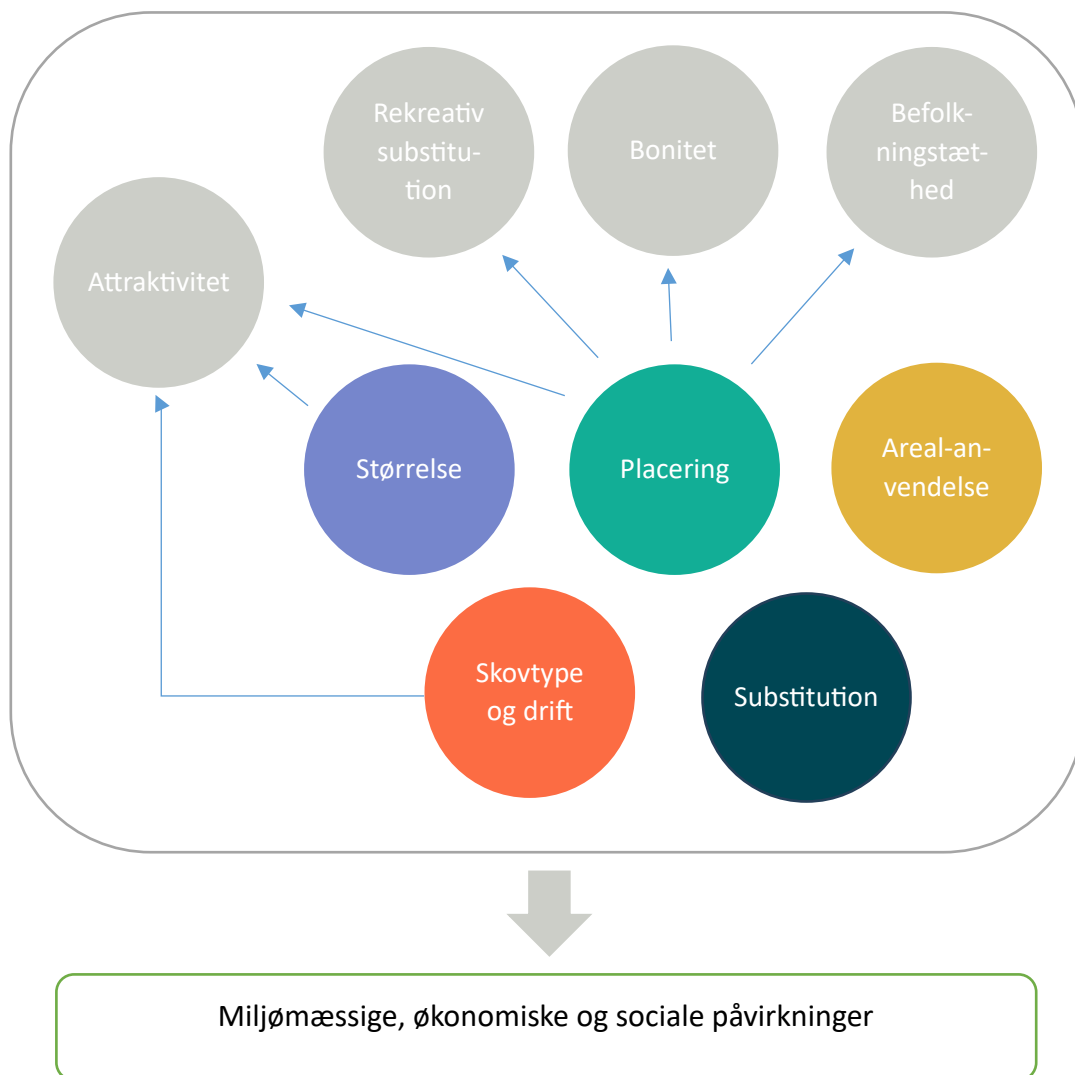 Rekreativ
substitu-
tion
Bonitet
Befolk-
ningstæt-
hed
Attraktivitet
Størrelse
Placering
Areal-an-
vendelse
Skovtype
og drift
Substitution
Miljømæssige, økonomiske og sociale påvirkninger